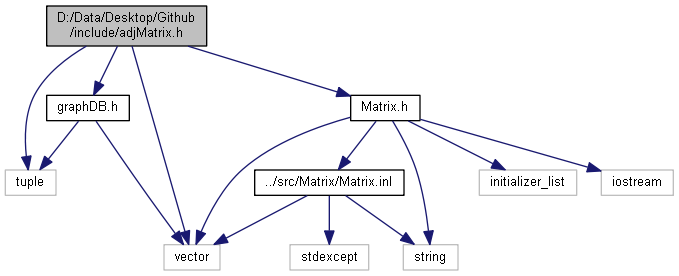 D:/Data/Desktop/Github
/include/adjMatrix.h
graphDB.h
Matrix.h
tuple
../src/Matrix/Matrix.inl
initializer_list
iostream
vector
stdexcept
string